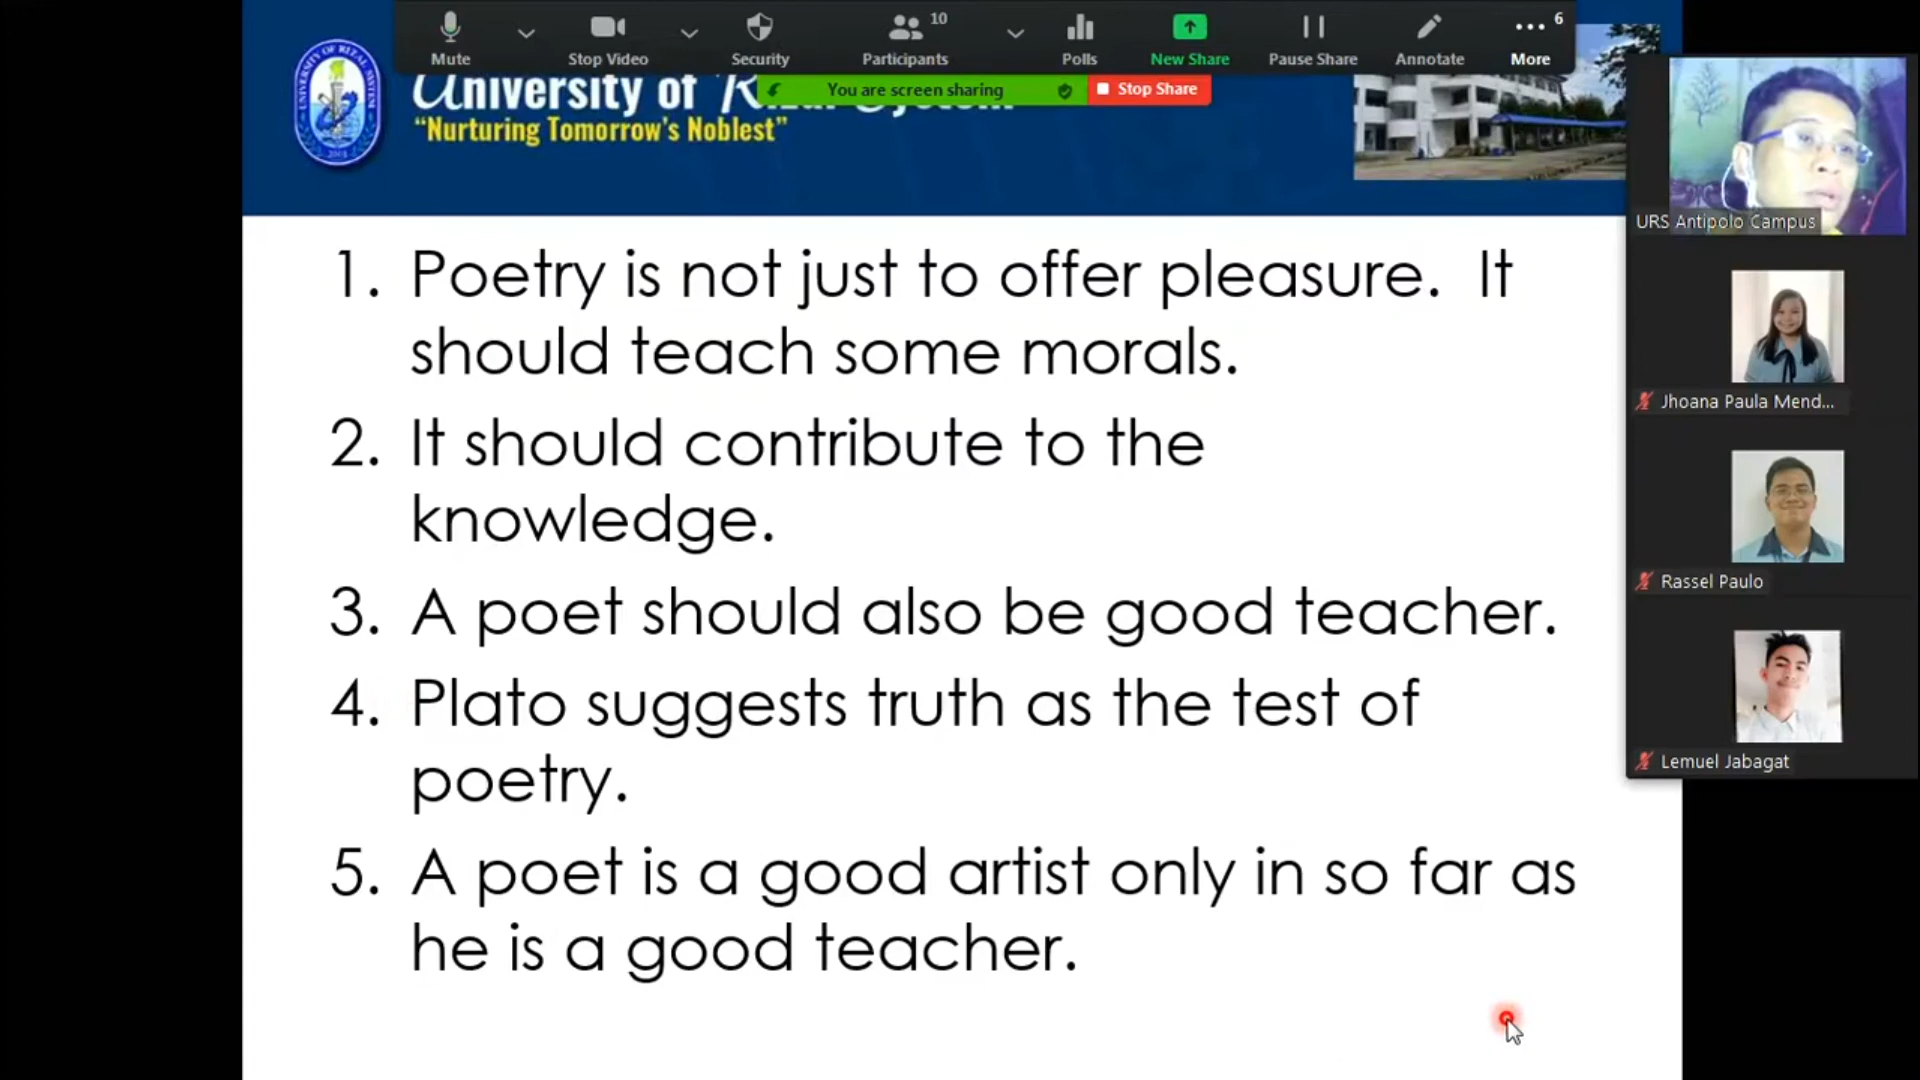 10
6
Mute
Stop Video
Security
Participants
Polls
New Share
Pause Share
Annotate
More
You are screen sharing
Stop Share
UNIVERSITY OF RIZAL SYSTEM
University of Rizal System
“Nurturing Tomorrow’s Noblest”
1. Poetry is not just to offer pleasure. It
should teach some morals.
2. It should contribute to the
knowledge.
3. A poet should also be good teacher.
4. Plato suggests truth as the test of
poetry.
5. A poet is a good artist only in so far as
he is a good teacher.
URS Antipolo Campus
Jhoana Paula Mend...
Rassel Paulo
Lemuel Jabagat